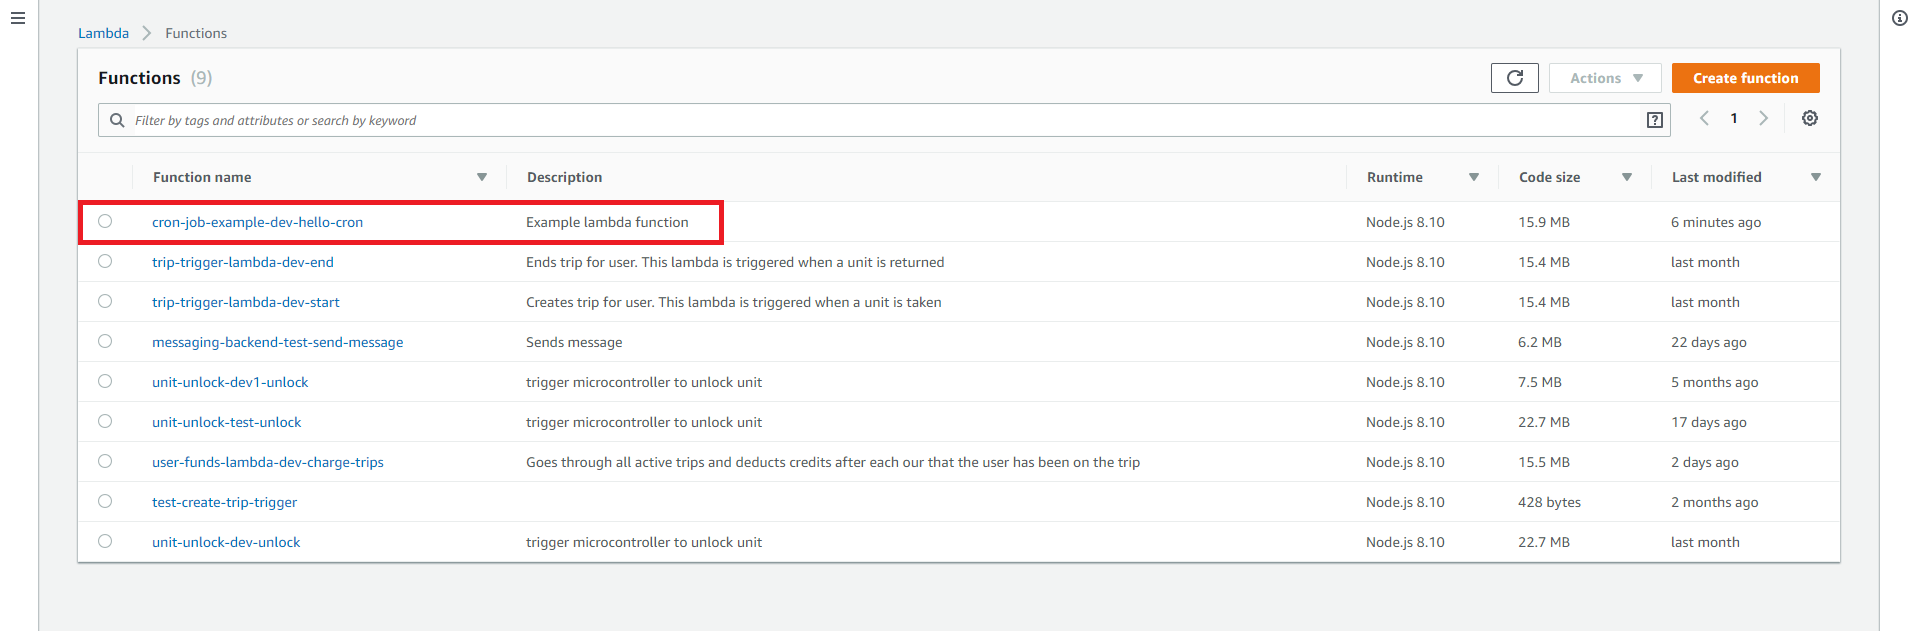 Lambda > Functions
Functions (9)
Actions
Create function
Filter by tags and attributes or search by keyword
1
Function name Description Runtime Code size Last modified
cron-job-example-dev-hello-cron Example lambda function Node.js 8.10 15.9 MB 6 minutes ago
trip-trigger-lambda-dev-end Ends trip for user. This lambda is triggered when a unit is returned Node.js 8.10 15.4 MB last month
trip-trigger-lambda-dev-start Creates trip for user. This lambda is triggered when a unit is taken Node.js 8.10 15.4 MB last month
messaging-backend-test-send-message Sends message Node.js 8.10 6.2 MB 22 days ago
unit-unlock-dev1-unlock trigger microcontroller to unlock unit Node.js 8.10 7.5 MB 5 months ago
unit-unlock-test-unlock trigger microcontroller to unlock unit Node.js 8.10 22.7 MB 17 days ago
user-funds-lambda-dev-charge-trips Goes through all active trips and deducts credits after each our that the user has been on the trip Node.js 8.10 15.5 MB 2 days ago
test-create-trip-trigger Node.js 8.10 428 bytes 2 months ago
unit-unlock-dev-unlock trigger microcontroller to unlock unit Node.js 8.10 22.7 MB last month